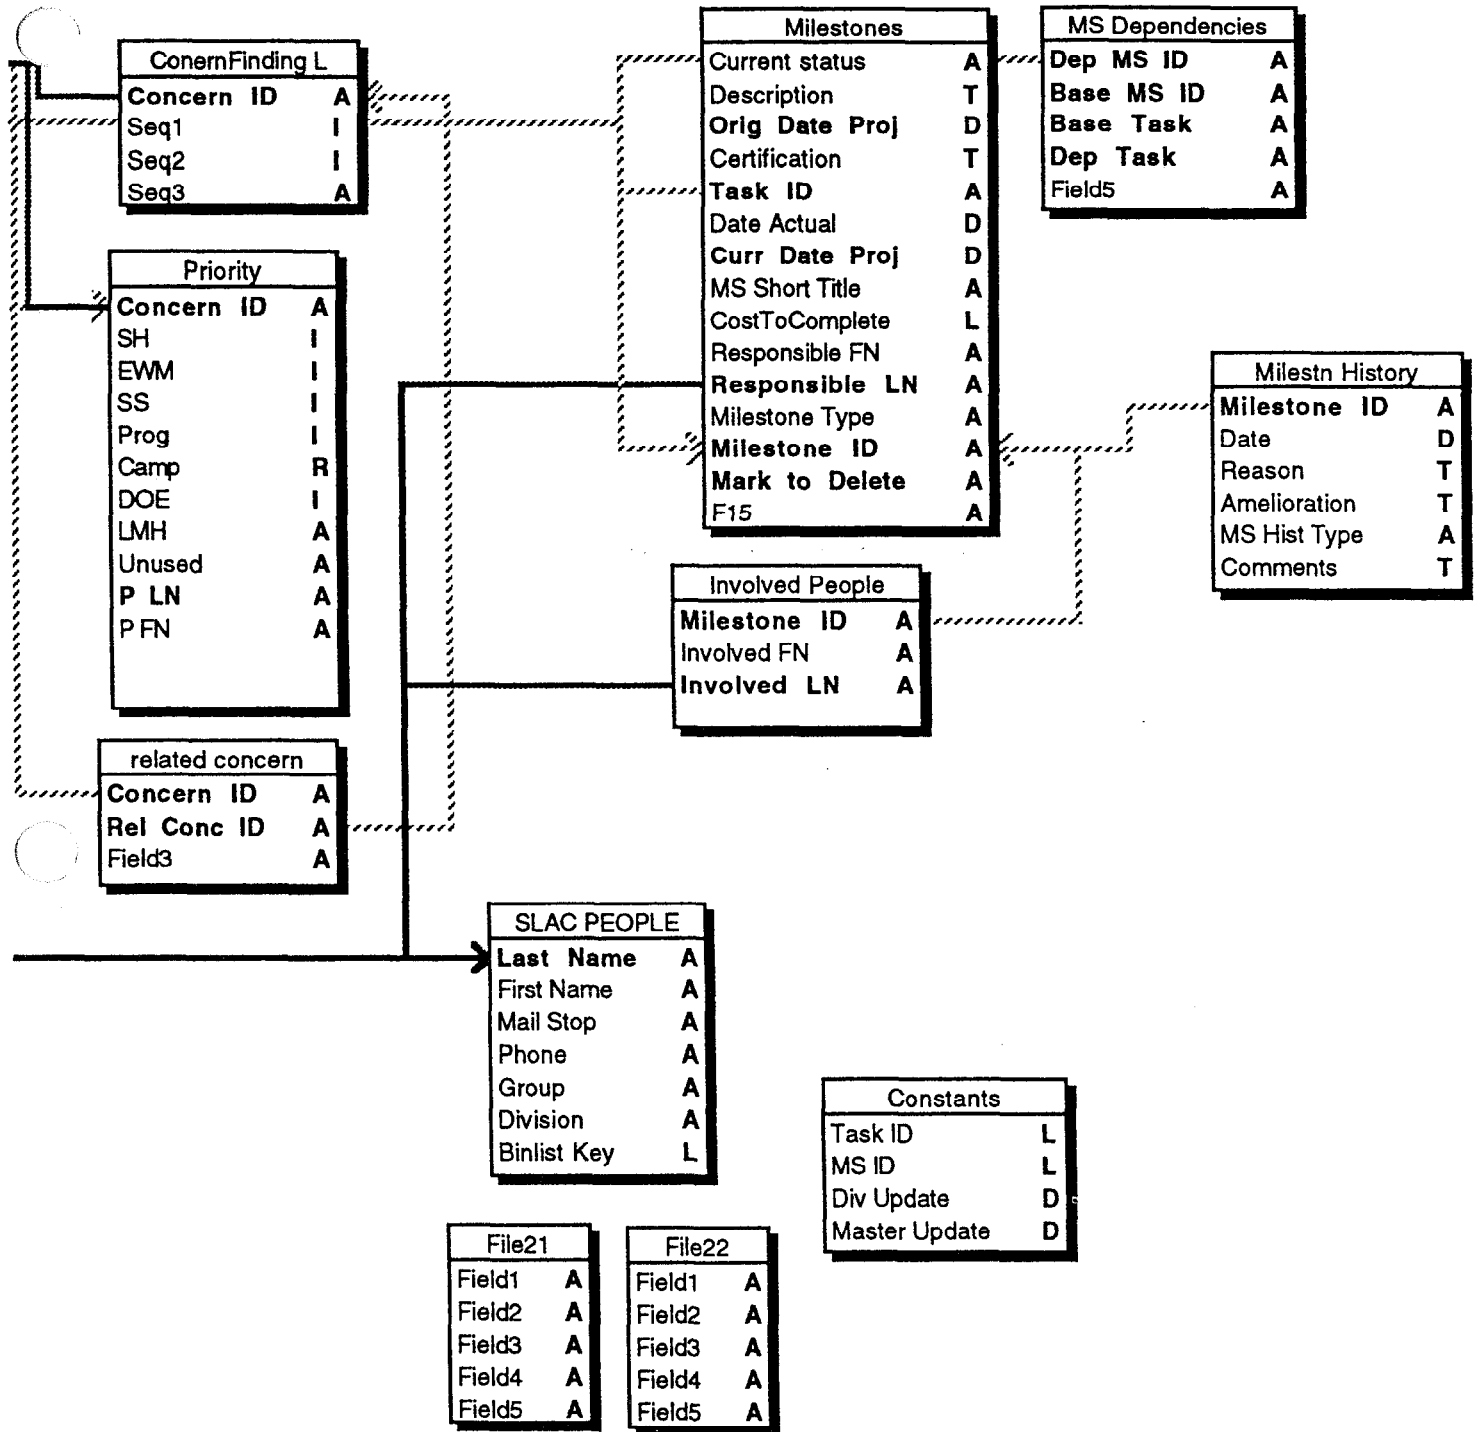 ConernFinding L
Concern ID A
Seq1 I
Seq2 I
Seq3 A
Milestones
Current status A
Description T
Orig Date Proj D
Certification T
Task ID A
Date Actual D
Curr Date Proj D
MS Short Title A
CostToComplete L
Responsible FN A
Responsible LN A
Milestone Type A
Milestone ID A
Mark to Delete A
F15 A
MS Dependencies
Dep MS ID A
Base MS ID A
Base Task A
Dep Task A
Field5 A
Priority
Concern ID A
SH I
EWM I
SS I
Prog I
Camp R
DOE I
LMH A
Unused A
P LN A
P FN A
Milestn History
Milestone ID A
Date D
Reason T
Amelioration T
MS Hist Type A
Comments T
Involved People
Milestone ID A
Involved FN A
Involved LN A
related concern
Concern ID A
Rel Conc ID A
Field3 A
SLAC PEOPLE
Last Name A
First Name A
Mail Stop A
Phone A
Group A
Division A
Binlist Key L
Constants
Task ID L
MS ID L
Div Update D
Master Update D
File21
Field1 A
Field2 A
Field3 A
Field4 A
Field5 A
File22
Field1 A
Field2 A
Field3 A
Field4 A
Field5 A